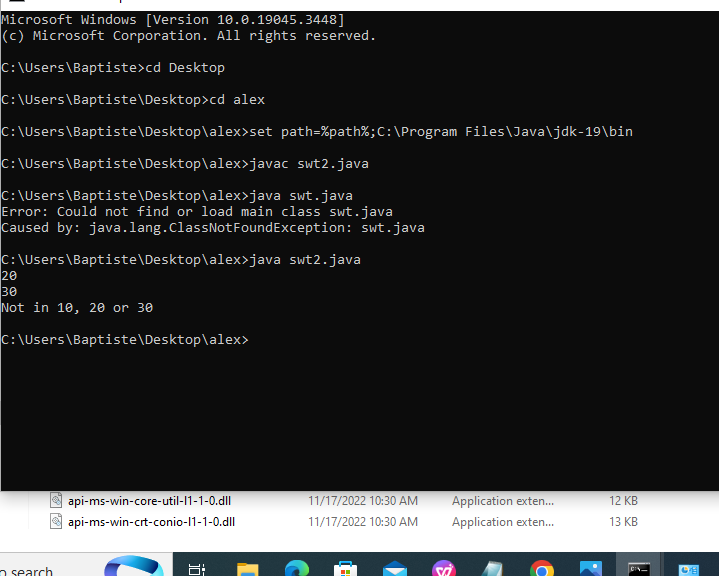 Microsoft Windows [Version 10.0.19045.3448]
(c) Microsoft Corporation. All rights reserved.
C:\Users\Baptiste>cd Desktop
C:\Users\Baptiste\Desktop>cd alex
C:\Users\Baptiste\Desktop\alex>set path=%path%;C:\Program Files\Java\jdk-19\bin
C:\Users\Baptiste\Desktop\alex>javac swt2.java
C:\Users\Baptiste\Desktop\alex>java swt.java
Error: Could not find or load main class swt.java
Caused by: java.lang.ClassNotFoundException: swt.java
C:\Users\Baptiste\Desktop\alex>java swt2.java
20
30
Not in 10, 20 or 30
C:\Users\Baptiste\Desktop\alex>
api-ms-win-core-util-l1-1-0.dll 11/17/2022 10:30 AM Application exten... 12 KB
api-ms-win-crt-conio-l1-1-0.dll 11/17/2022 10:30 AM Application exten... 13 KB
o search